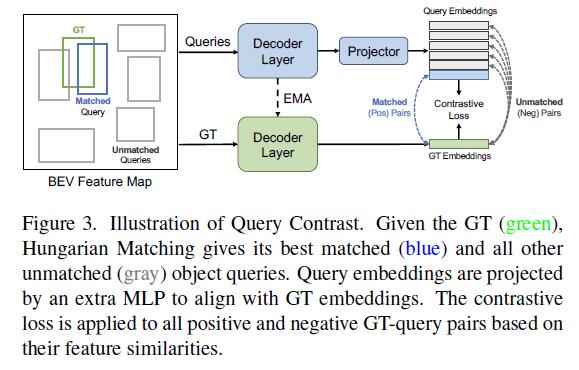 Query Embeddings
GT
Queries
Decoder
Layer
Projector
Matched
Query
EMA
Matched
(Pos) Pairs
Contrastive
Loss
Unmatched
(Neg) Pairs
GT
Decoder
Layer
Unmatched
Queries
GT Embeddings
BEV Feature Map
Figure 3. Illustration of Query Contrast. Given the GT (green),
Hungarian Matching gives its best matched (blue) and all other
unmatched (gray) object queries. Query embeddings are projected
by an extra MLP to align with GT embeddings. The contrastive
loss is applied to all positive and negative GT-query pairs based on
their feature similarities.